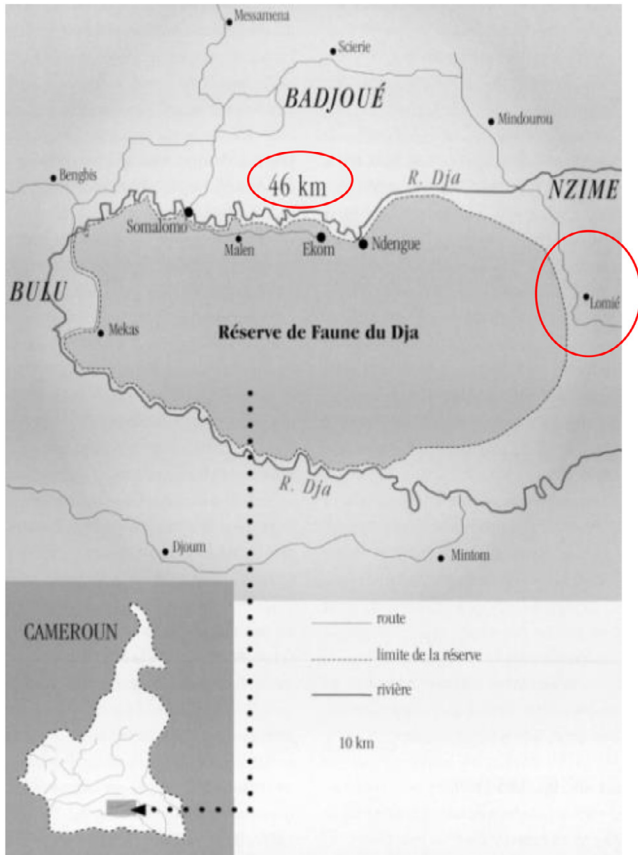 Messamena
Scierie
BADJOUÉ
Mindourou
Bengbis
46 km
R. Dja
NZIME
Somalomo
Malen
Ekom
Ndengue
BULU
Lomié
Mekas
Réserve de Faune du Dja
R. Dja
Djoum
Mintom
CAMEROUN
route
limite de la réserve
rivière
10 km